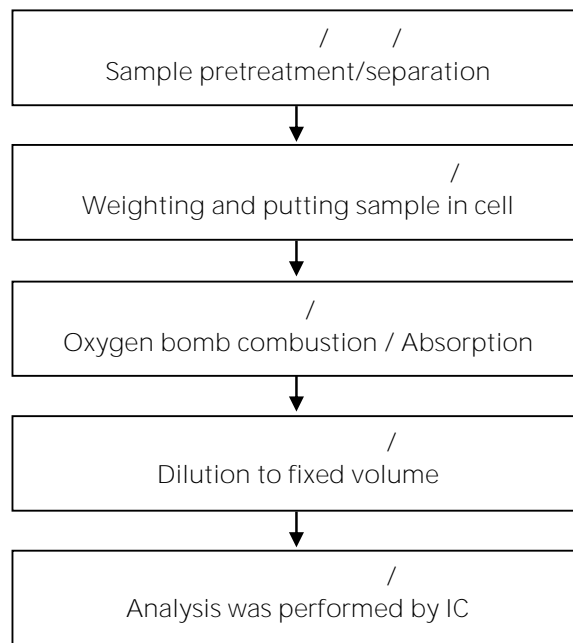 / /
Sample pretreatment/separation
/
Weighting and putting sample in cell
/
Oxygen bomb combustion / Absorption
/
Dilution to fixed volume
/
Analysis was performed by IC